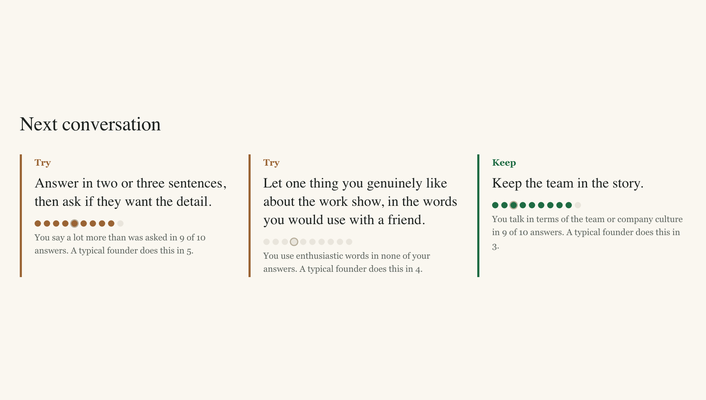 Next conversation
Try
Answer in two or three sentences,
then ask if they want the detail.
You say a lot more than was asked in 9 of 10
answers. A typical founder does this in 5.
Try
Let one thing you genuinely like
about the work show, in the words
you would use with a friend.
You use enthusiastic words in none of your
answers. A typical founder does this in 4.
Keep
Keep the team in the story.
You talk in terms of the team or company culture
in 9 of 10 answers. A typical founder does this in
3.